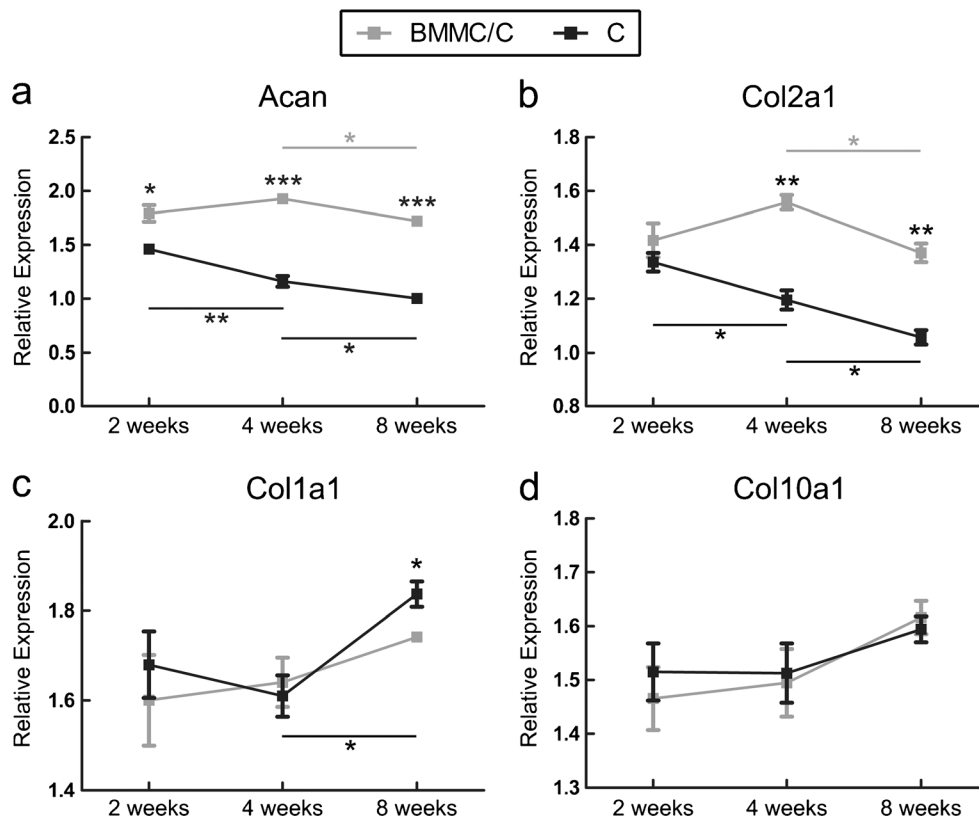 BMMC/C C
a Acan
Relative Expression
2.5
2.0
1.5
1.0
0.5
0.0
*
***
***
*
**
*
2 weeks 4 weeks 8 weeks
b Col2a1
Relative Expression
1.8
1.6
1.4
1.2
1.0
0.8
*
**
**
*
*
2 weeks 4 weeks 8 weeks
c Col1a1
Relative Expression
2.0
1.8
1.6
1.4
*
*
2 weeks 4 weeks 8 weeks
d Col10a1
Relative Expression
1.8
1.7
1.6
1.5
1.4
1.3
2 weeks 4 weeks 8 weeks